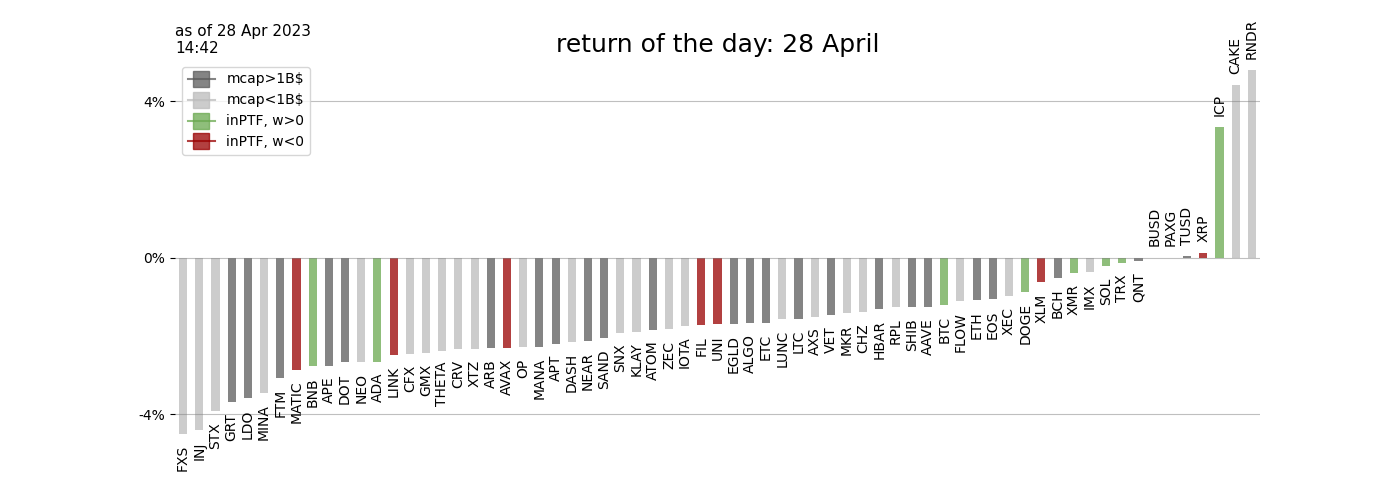 as of 28 Apr 2023
14:42
return of the day: 28 April
mcap>1B$
mcap<1B$
inPTF, w>0
inPTF, w<0
4%
0%
-4%
FXS
INJ
STX
GRT
LDO
MINA
FTM
MATIC
BNB
APE
DOT
NEO
ADA
LINK
CFX
GMX
THETA
CRV
XTZ
ARB
AVAX
OP
MANA
APT
DASH
NEAR
SAND
SNX
KLAY
ATOM
ZEC
IOTA
FIL
UNI
EGLD
ALGO
ETC
LUNC
LTC
AXS
VET
MKR
CHZ
HBAR
RPL
SHIB
AAVE
BTC
FLOW
ETH
EOS
XEC
DOGE
XLM
BCH
XMR
IMX
SOL
TRX
QNT
BUSD
PAXG
TUSD
XRP
ICP
CAKE
RNDR